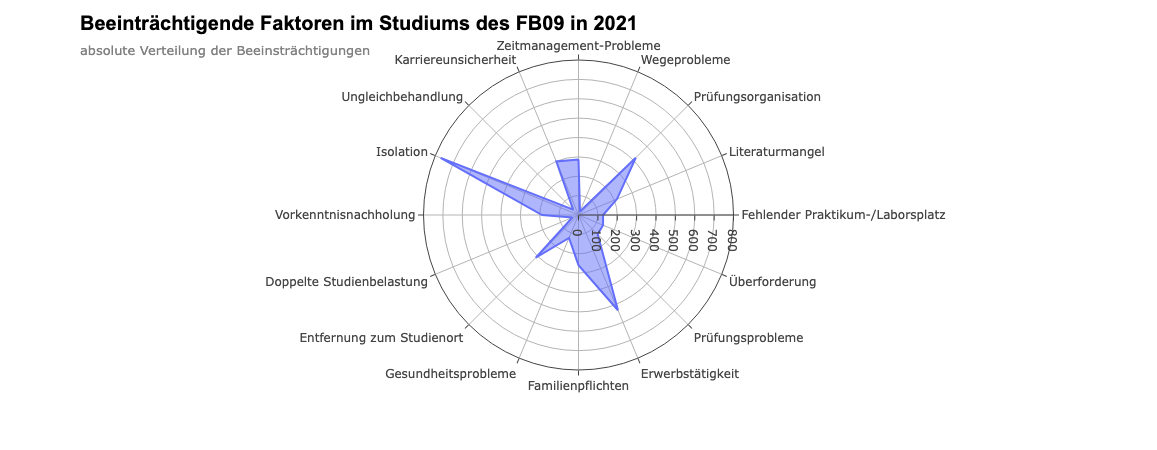 Beeinträchtigende Faktoren im Studiums des FB09 in 2021
absolute Verteilung der Beeinsträchtigungen
Zeitmanagement-Probleme
Karriereunsicherheit
Wegeprobleme
Ungleichbehandlung
Prüfungsorganisation
Isolation
Literaturmangel
Vorkenntnisnachholung
Fehlender Praktikum-/Laborsplatz
0
100
200
300
400
500
600
700
800
Doppelte Studienbelastung
Überforderung
Entfernung zum Studienort
Prüfungsprobleme
Gesundheitsprobleme
Erwerbstätigkeit
Familienpflichten